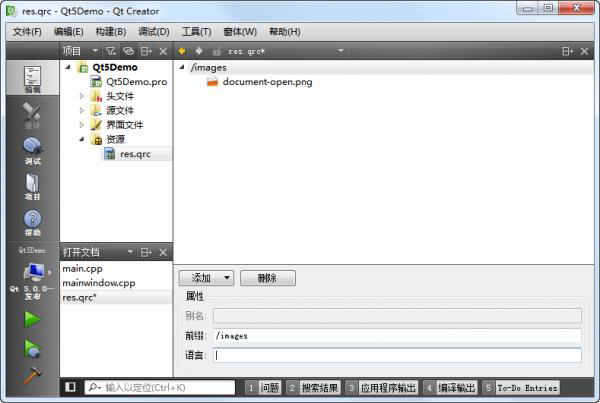 res.qrc - Qt5Demo - Qt Creator
文件(F) 编辑(E) 构建(B) 调试(D) 工具(T) 窗体(W) 帮助(H)
项目
res.qrc*
编辑
设计
调试
项目
帮助
Qt5Demo
Qt 5.0.0…
发布
Qt5Demo
Qt5Demo.pro
头文件
源文件
界面文件
资源
res.qrc
打开文档
main.cpp
mainwindow.cpp
res.qrc*
/images
document-open.png
添加 删除
属性
别名:
前缀: /images
语言:
输入以定位(Ctrl+K) 1 问题 2 搜索结果 3 应用程序输出 4 编译输出 5 To-Do Entries